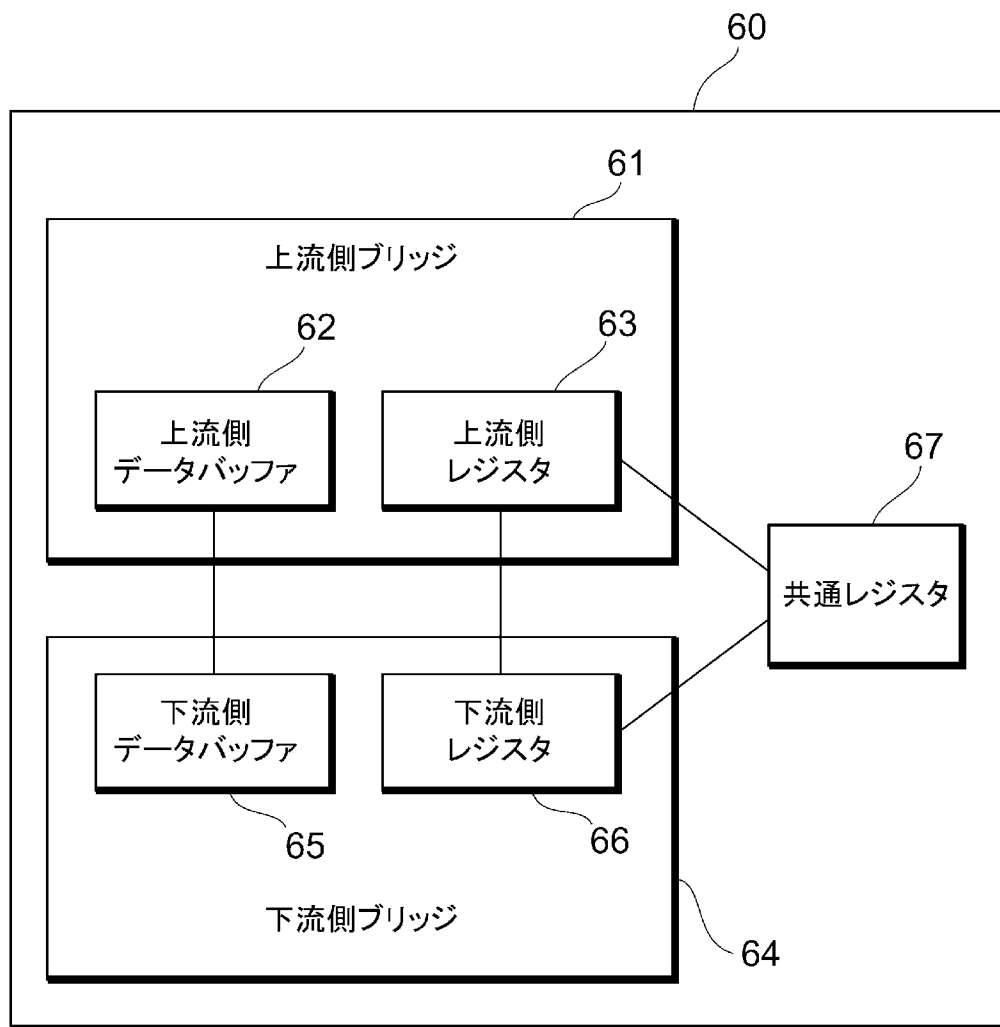 60
61
上流側ブリッジ
62
63
上流側
データバッファ
上流側
レジスタ
67
共通レジスタ
下流側
データバッファ
下流側
レジスタ
65
66
下流側ブリッジ
64